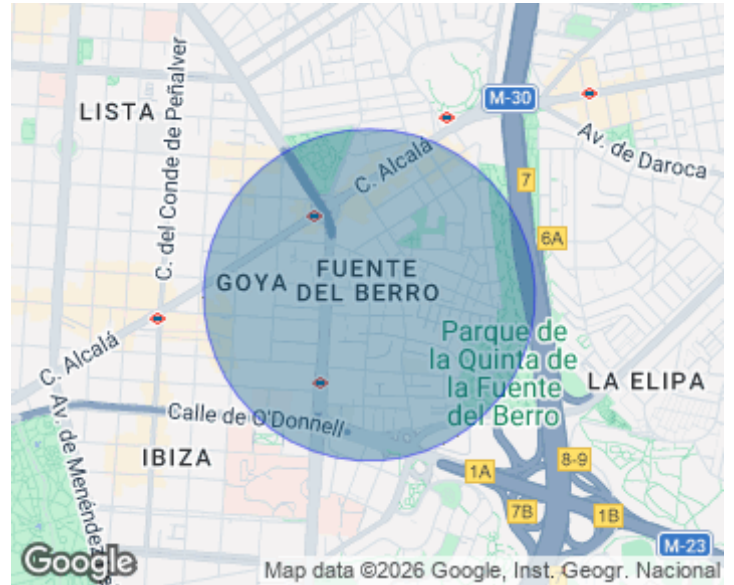 LISTA
C. del Conde de Peñalver
M-30
Av. de Daroca
C. Alcalá
7
6A
GOYA
FUENTE
DEL BERRO
Parque de
la Quinta de
la Fuente
del Berro
LA ELIPA
C. Alcalá
Av. de Menéndez
Calle de O'Donnell
IBIZA
1A
8-9
7B
1B
M-23
Google
Map data ©2026 Google, Inst. Geogr. Nacional